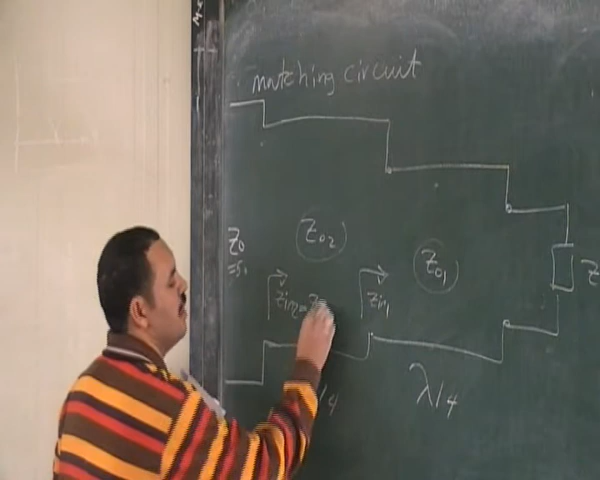 matching circuit
Z02
Z0
Z01
Zin1
Zin2 =
λ/4
/4
Z